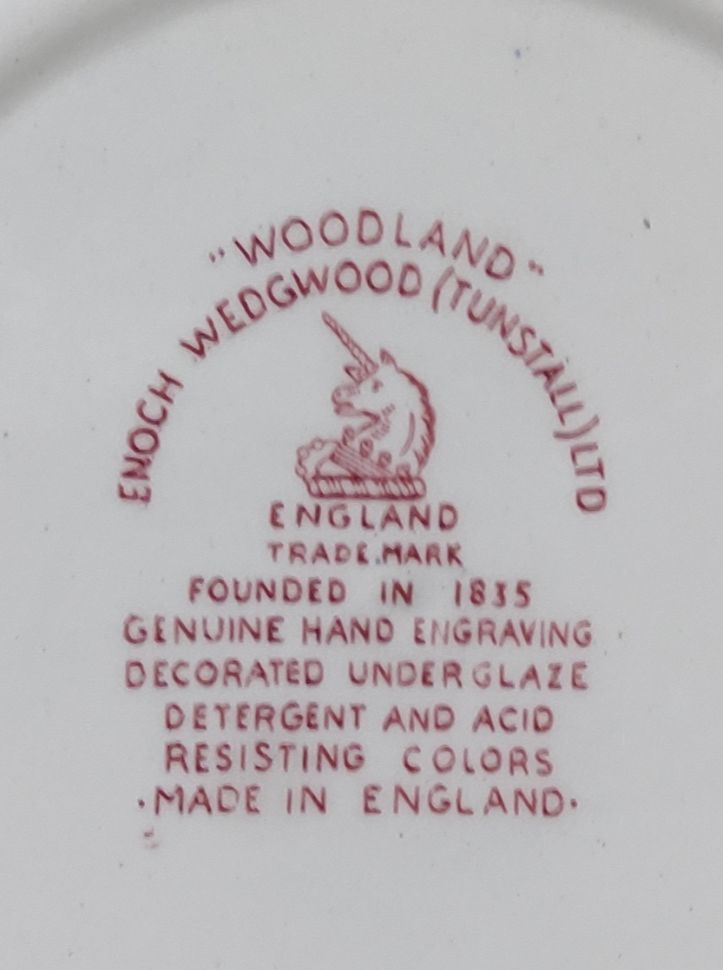 "WOODLAND"
ENOCH WEDGWOOD (TUNSTALL) LTD
ENGLAND
TRADE.MARK
FOUNDED IN 1835
GENUINE HAND ENGRAVING
DECORATED UNDERGLAZE
DETERGENT AND ACID
RESISTING COLORS
·MADE IN ENGLAND·